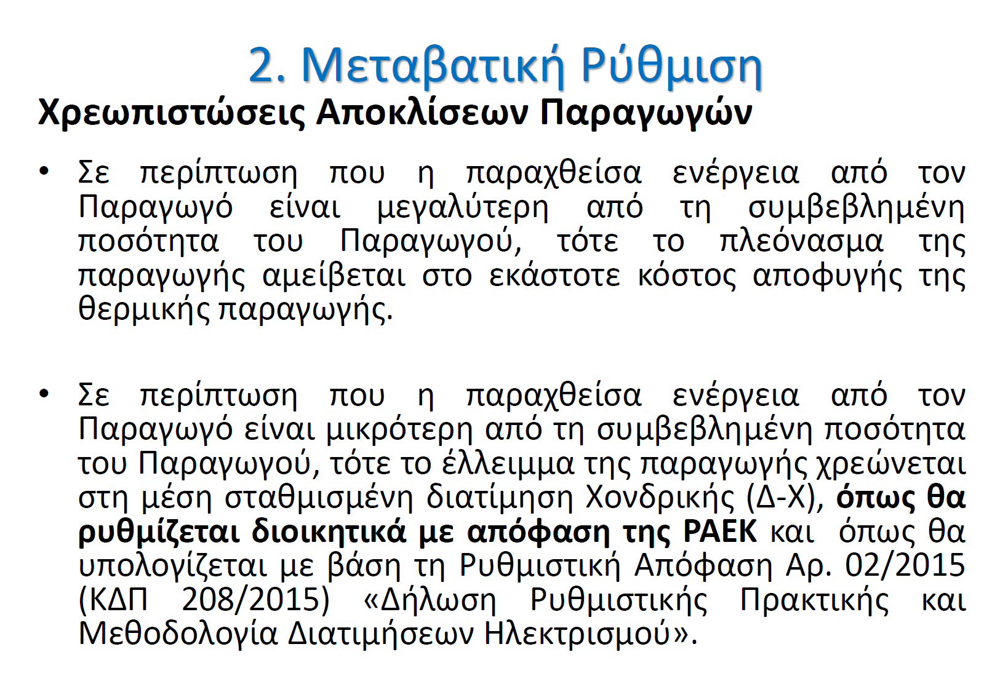 2. Μεταβατική Ρύθμιση
Χρεωπιστώσεις Αποκλίσεων Παραγωγών
• Σε περίπτωση που η παραχθείσα ενέργεια από τον
Παραγωγό είναι μεγαλύτερη από τη συμβεβλημένη
ποσότητα του Παραγωγού, τότε το πλεόνασμα της
παραγωγής αμείβεται στο εκάστοτε κόστος αποφυγής της
θερμικής παραγωγής.
• Σε περίπτωση που η παραχθείσα ενέργεια από τον
Παραγωγό είναι μικρότερη από τη συμβεβλημένη ποσότητα
του Παραγωγού, τότε το έλλειμμα της παραγωγής χρεώνεται
στη μέση σταθμισμένη διατίμηση Χονδρικής (Δ-Χ), όπως θα
ρυθμίζεται διοικητικά με απόφαση της ΡΑΕΚ και όπως θα
υπολογίζεται με βάση τη Ρυθμιστική Απόφαση Αρ. 02/2015
(ΚΔΠ 208/2015) «Δήλωση Ρυθμιστικής Πρακτικής και
Μεθοδολογία Διατιμήσεων Ηλεκτρισμού».